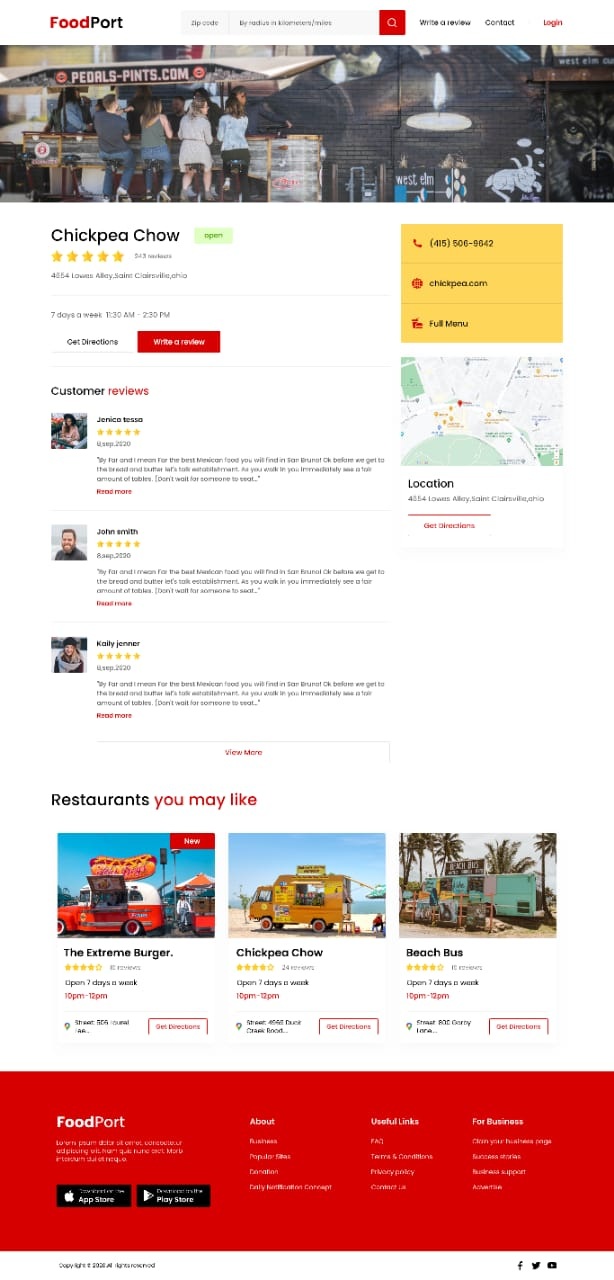 FoodPort
Zip code
By radius in kilometers/miles
Write a review
Contact
Login
PEDALS-PINTS.COM
west elm
west elm
Chickpea Chow
open
243 reviews
4654 Lowes Alley,Saint Clairsville,ohio
7 days a week 11:30 AM - 2:30 PM
Get Directions
Write a review
(415) 506-9642
chickpea.com
Full Menu
Customer reviews
Jenica tessa
8,sep,2020
"By Far and I mean Far the best Mexican food you will find in San Bruno! Ok before we get to
the bread and butter let's talk establishment. As you walk in you immediately see a fair
amount of tables. [Don't wait for someone to seat..."
Read more
John smith
8,sep,2020
"By Far and I mean Far the best Mexican food you will find in San Bruno! Ok before we get to
the bread and butter let's talk establishment. As you walk in you immediately see a fair
amount of tables. [Don't wait for someone to seat..."
Read more
Kaily jenner
8,sep,2020
"By Far and I mean Far the best Mexican food you will find in San Bruno! Ok before we get to
the bread and butter let's talk establishment. As you walk in you immediately see a fair
amount of tables. [Don't wait for someone to seat..."
Read more
View More
Location
4654 Lowes Alley,Saint Clairsville,ohio
Get Directions
Restaurants you may like
New
The Extreme Burger.
reviews
Open 7 days a week
10pm-12pm
Street: 506 Laurel
Lee...
Get Directions
Chickpea Chow
24 reviews
Open 7 days a week
10pm-12pm
Street: 4966 Duck
Creek Road...
Get Directions
BEACH BUS
Beach Bus
reviews
Open 7 days a week
10pm-12pm
Street: 800 Gorby
Lane...
Get Directions
FoodPort
Lorem ipsum dolor sit amet, consectetur
adipiscing elit. Nam quis nunc erat. Morbi
interdum dui et neque.
Download on the
App Store
Download to the
Play Store
About
Business
Popular Sites
Donation
Daily Notification Concept
Useful Links
FAQ
Terms & Conditions
Privacy policy
Contact Us
For Business
Claim your business page
Success stories
Business support
Advertise
Copyright © 2020.All rights reserved